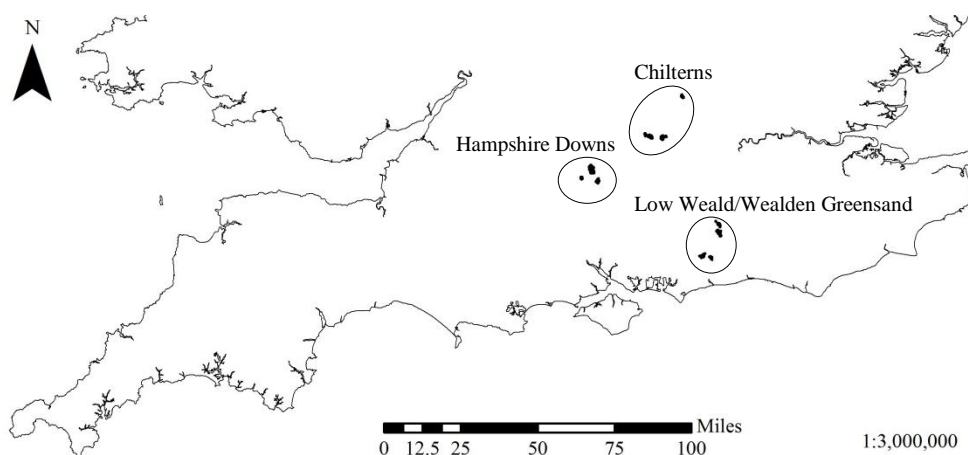 N
Chilterns
Hampshire Downs
Low Weald/Wealden Greensand
Miles
0 12.5 25 50 75 100
1:3,000,000